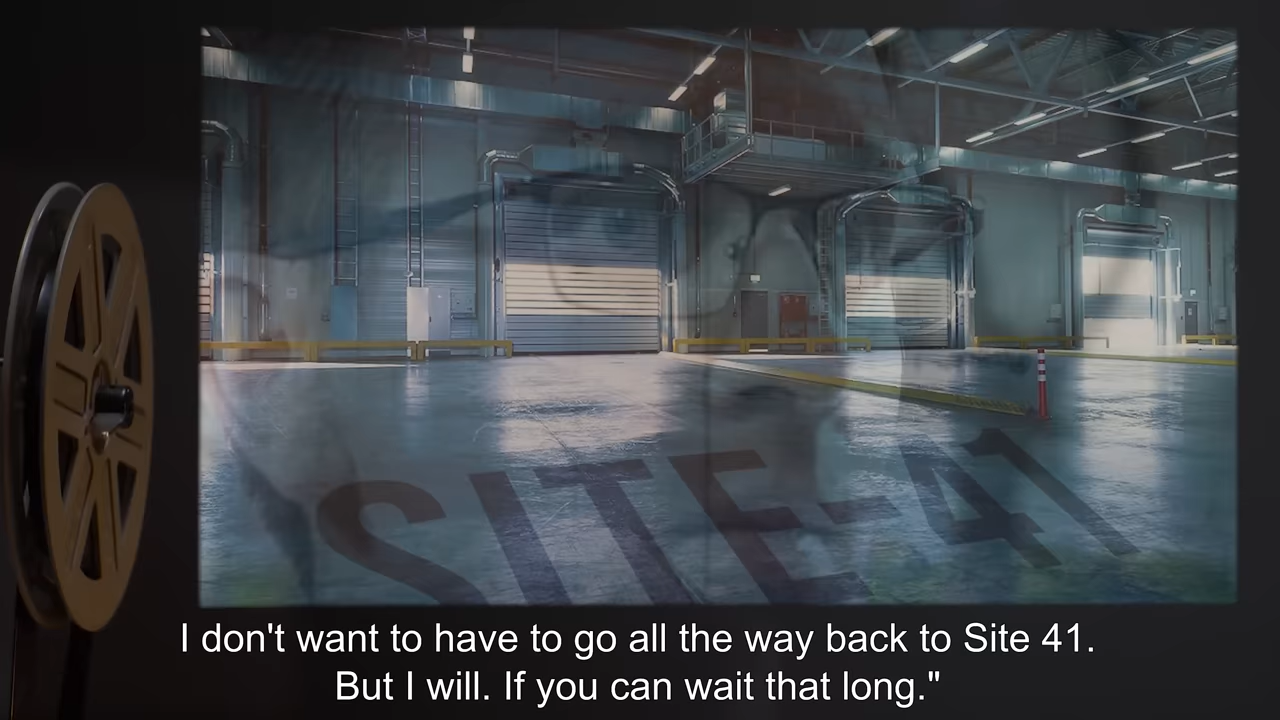 SITE-41
I don't want to have to go all the way back to Site 41.
But I will. If you can wait that long."